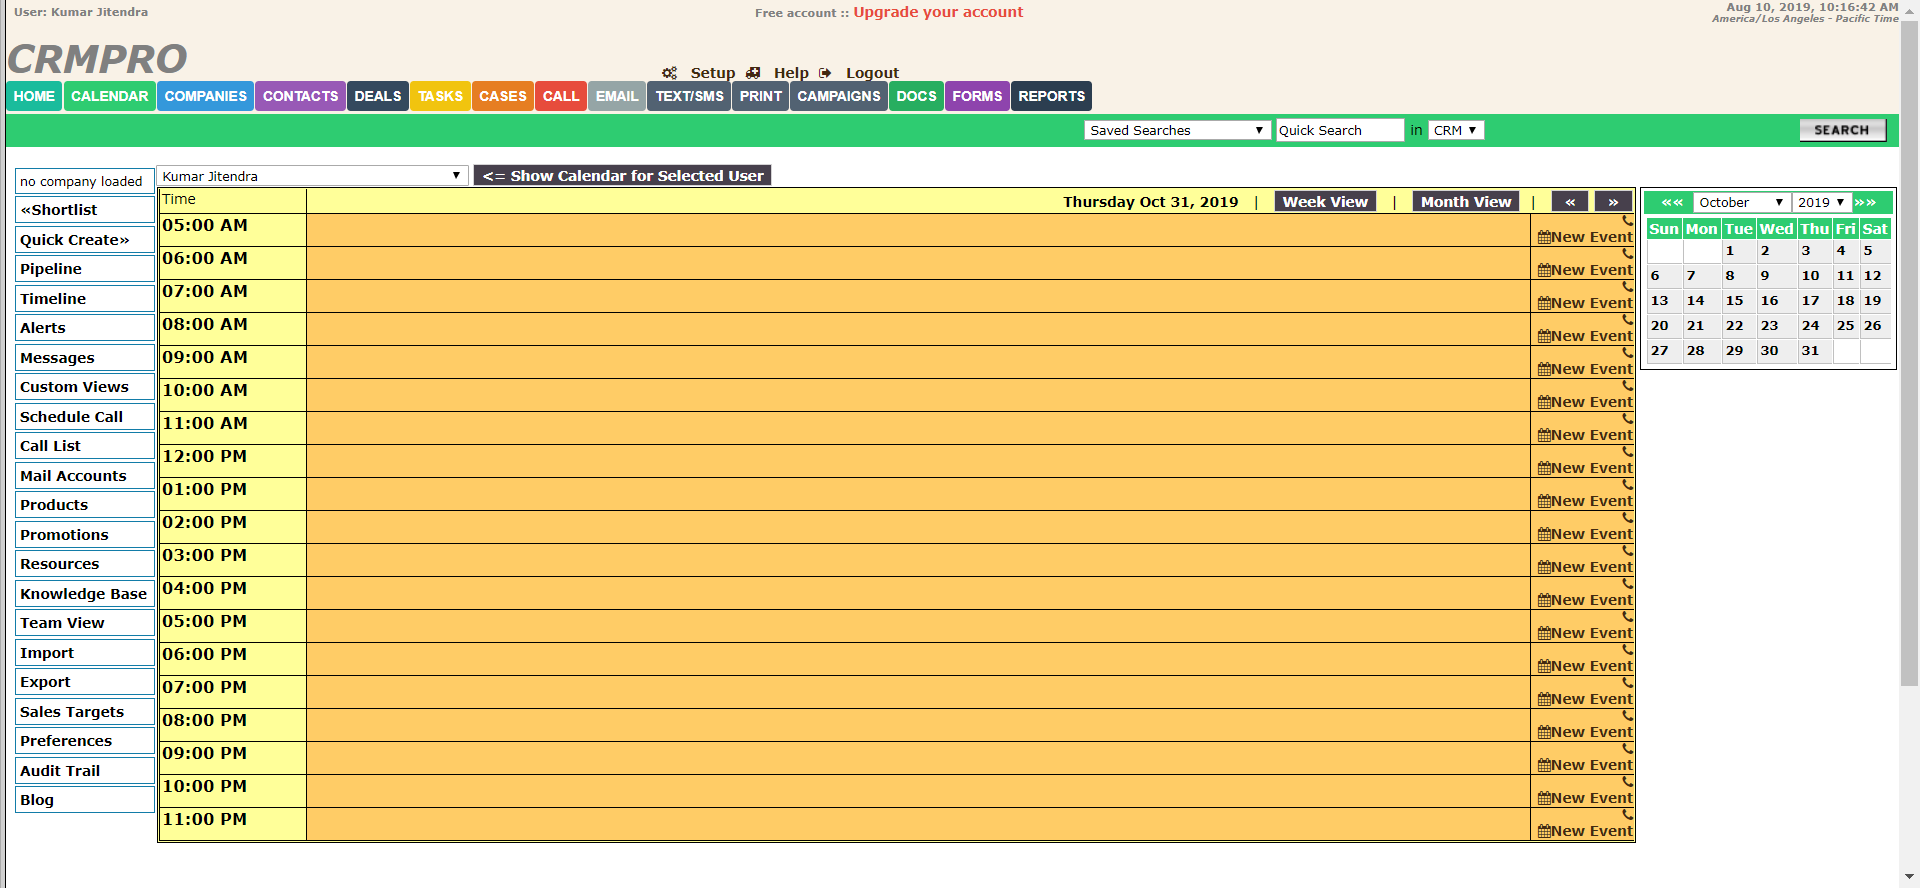 User: Kumar Jitendra
Free account :: Upgrade your account
Aug 10, 2019, 10:16:42 AM
America/Los Angeles - Pacific Time
CRMPRO
Setup Help Logout
HOME CALENDAR COMPANIES CONTACTS DEALS TASKS CASES CALL EMAIL TEXT/SMS PRINT CAMPAIGNS DOCS FORMS REPORTS
Saved Searches Quick Search in CRM SEARCH
no company loaded
«Shortlist
Quick Create»
Pipeline
Timeline
Alerts
Messages
Custom Views
Schedule Call
Call List
Mail Accounts
Products
Promotions
Resources
Knowledge Base
Team View
Import
Export
Sales Targets
Preferences
Audit Trail
Blog
Kumar Jitendra <= Show Calendar for Selected User
Time Thursday Oct 31, 2019 | Week View | Month View | « »
05:00 AM New Event
06:00 AM New Event
07:00 AM New Event
08:00 AM New Event
09:00 AM New Event
10:00 AM New Event
11:00 AM New Event
12:00 PM New Event
01:00 PM New Event
02:00 PM New Event
03:00 PM New Event
04:00 PM New Event
05:00 PM New Event
06:00 PM New Event
07:00 PM New Event
08:00 PM New Event
09:00 PM New Event
10:00 PM New Event
11:00 PM New Event
«« October 2019 »»
Sun Mon Tue Wed Thu Fri Sat
1 2 3 4 5
6 7 8 9 10 11 12
13 14 15 16 17 18 19
20 21 22 23 24 25 26
27 28 29 30 31